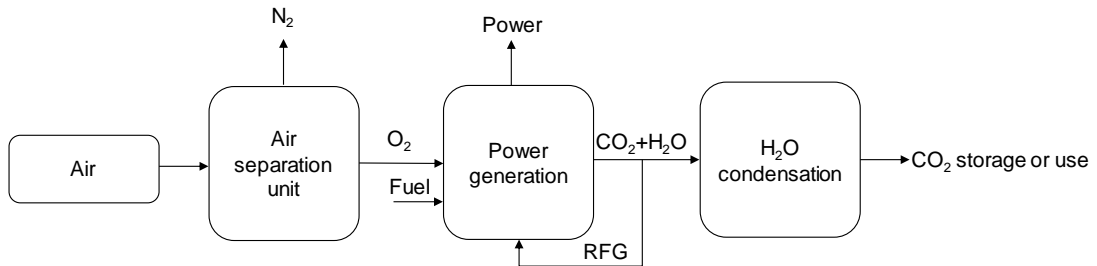 N₂
Power
Air
Air
separation
unit
O₂
Fuel
Power
generation
CO₂+H₂O
RFG
H₂O
condensation
CO₂ storage or use